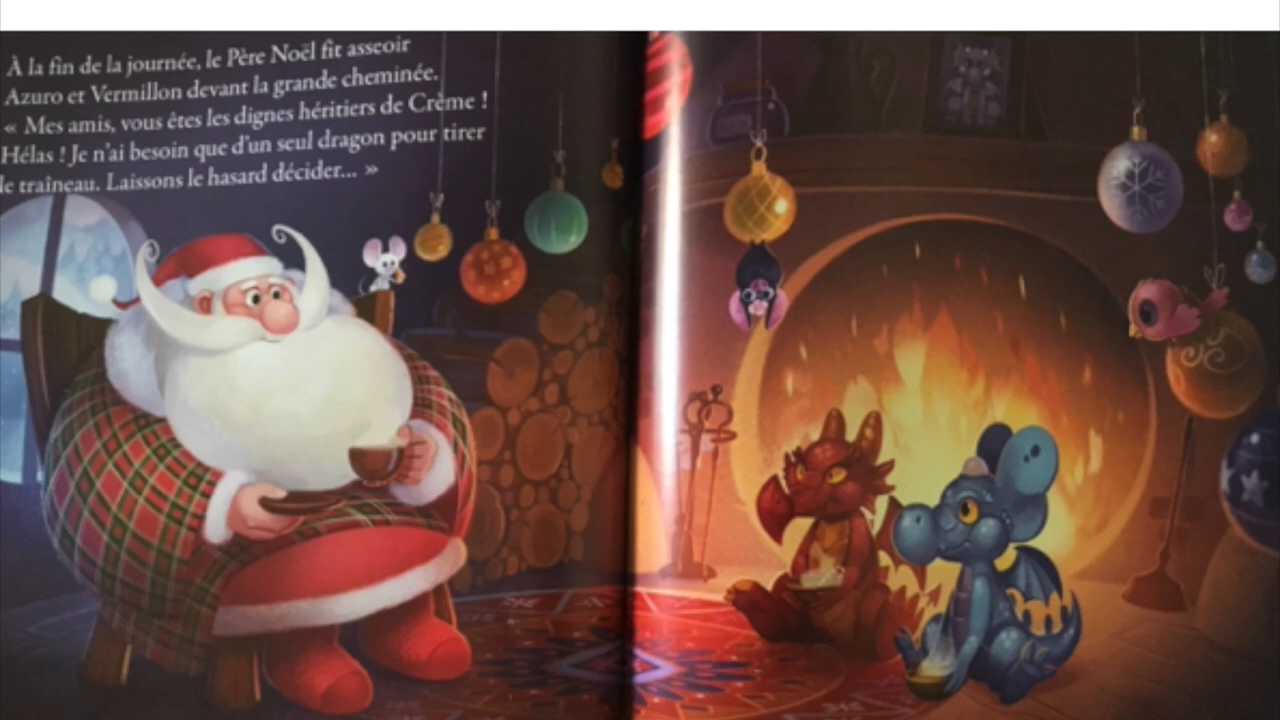 À la fin de la journée, le Père Noël fit asseoir
Azuro et Vermillon devant la grande cheminée.
« Mes amis, vous êtes les dignes héritiers de Crème !
Hélas ! Je n'ai besoin que d'un seul dragon pour tirer
le traîneau. Laissons le hasard décider... »